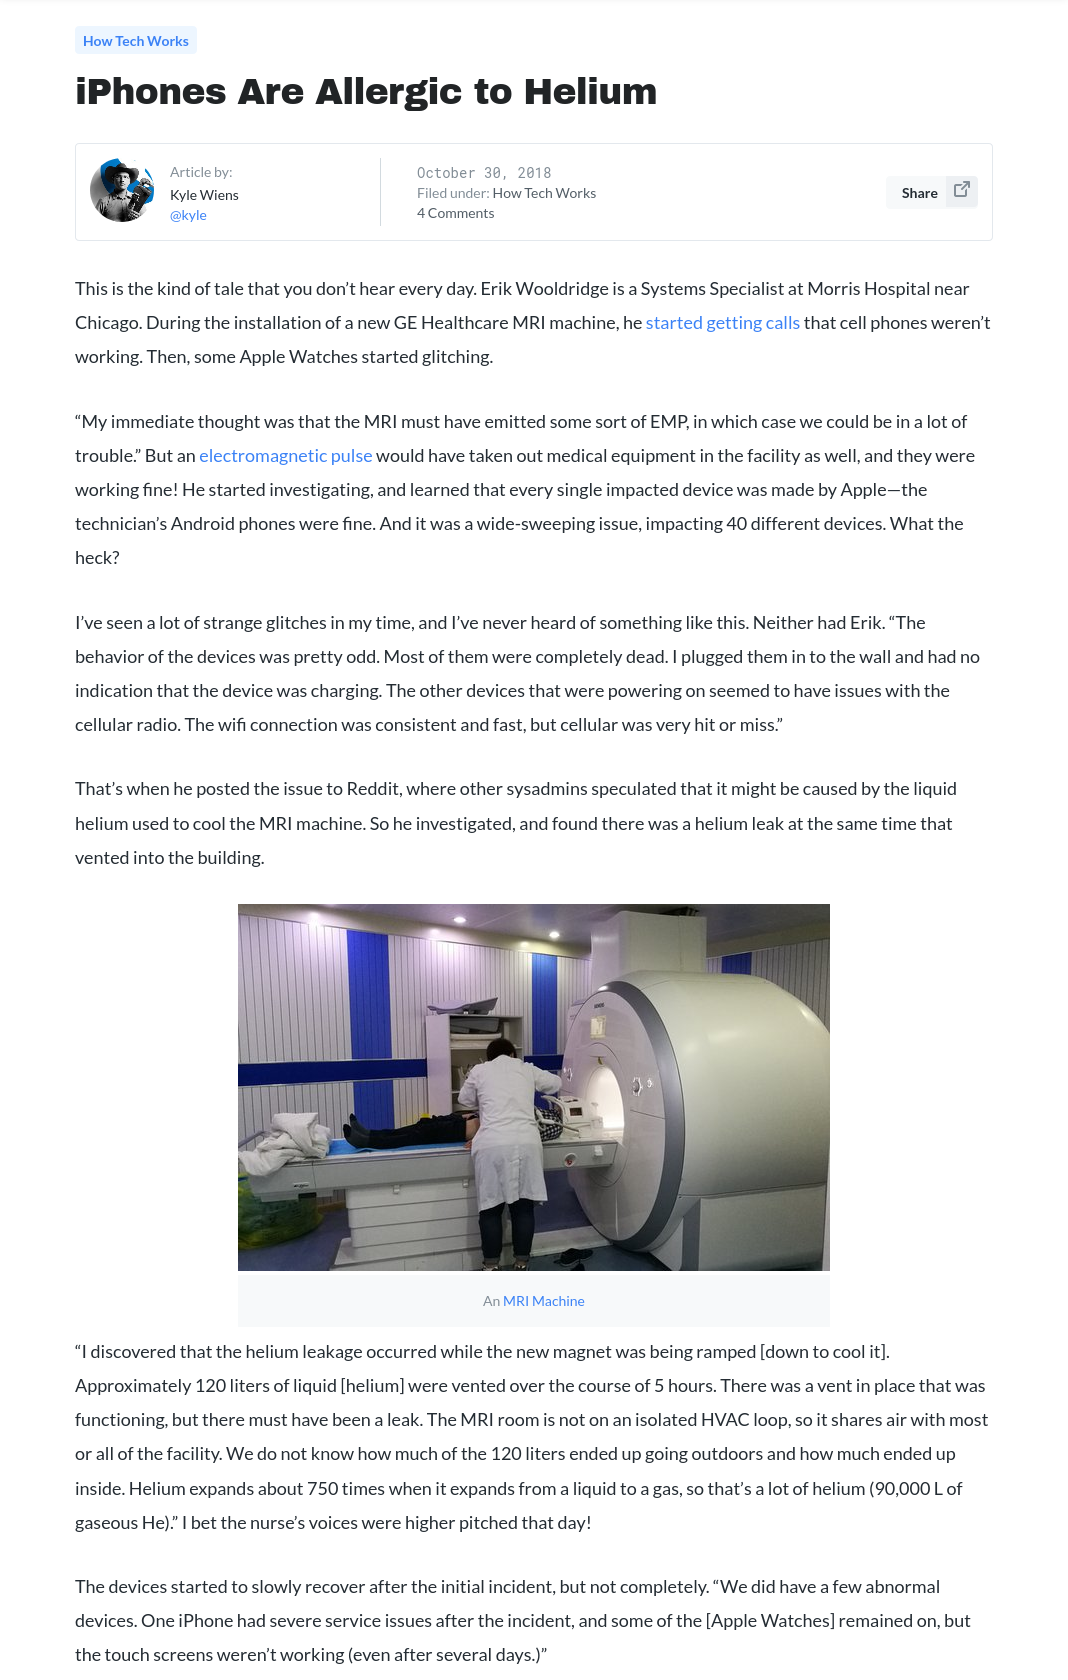 How Tech Works
iPhones Are Allergic to Helium
Article by:
Kyle Wiens
@kyle
October 30, 2018
Filed under: How Tech Works
4 Comments
Share
This is the kind of tale that you don’t hear every day. Erik Wooldridge is a Systems Specialist at Morris Hospital near
Chicago. During the installation of a new GE Healthcare MRI machine, he started getting calls that cell phones weren’t
working. Then, some Apple Watches started glitching.
“My immediate thought was that the MRI must have emitted some sort of EMP, in which case we could be in a lot of
trouble.” But an electromagnetic pulse would have taken out medical equipment in the facility as well, and they were
working fine! He started investigating, and learned that every single impacted device was made by Apple—the
technician’s Android phones were fine. And it was a wide-sweeping issue, impacting 40 different devices. What the
heck?
I’ve seen a lot of strange glitches in my time, and I’ve never heard of something like this. Neither had Erik. “The
behavior of the devices was pretty odd. Most of them were completely dead. I plugged them in to the wall and had no
indication that the device was charging. The other devices that were powering on seemed to have issues with the
cellular radio. The wifi connection was consistent and fast, but cellular was very hit or miss.”
That’s when he posted the issue to Reddit, where other sysadmins speculated that it might be caused by the liquid
helium used to cool the MRI machine. So he investigated, and found there was a helium leak at the same time that
vented into the building.
An MRI Machine
“I discovered that the helium leakage occurred while the new magnet was being ramped [down to cool it].
Approximately 120 liters of liquid [helium] were vented over the course of 5 hours. There was a vent in place that was
functioning, but there must have been a leak. The MRI room is not on an isolated HVAC loop, so it shares air with most
or all of the facility. We do not know how much of the 120 liters ended up going outdoors and how much ended up
inside. Helium expands about 750 times when it expands from a liquid to a gas, so that’s a lot of helium (90,000 L of
gaseous He).” I bet the nurse’s voices were higher pitched that day!
The devices started to slowly recover after the initial incident, but not completely. “We did have a few abnormal
devices. One iPhone had severe service issues after the incident, and some of the [Apple Watches] remained on, but
the touch screens weren’t working (even after several days.)”